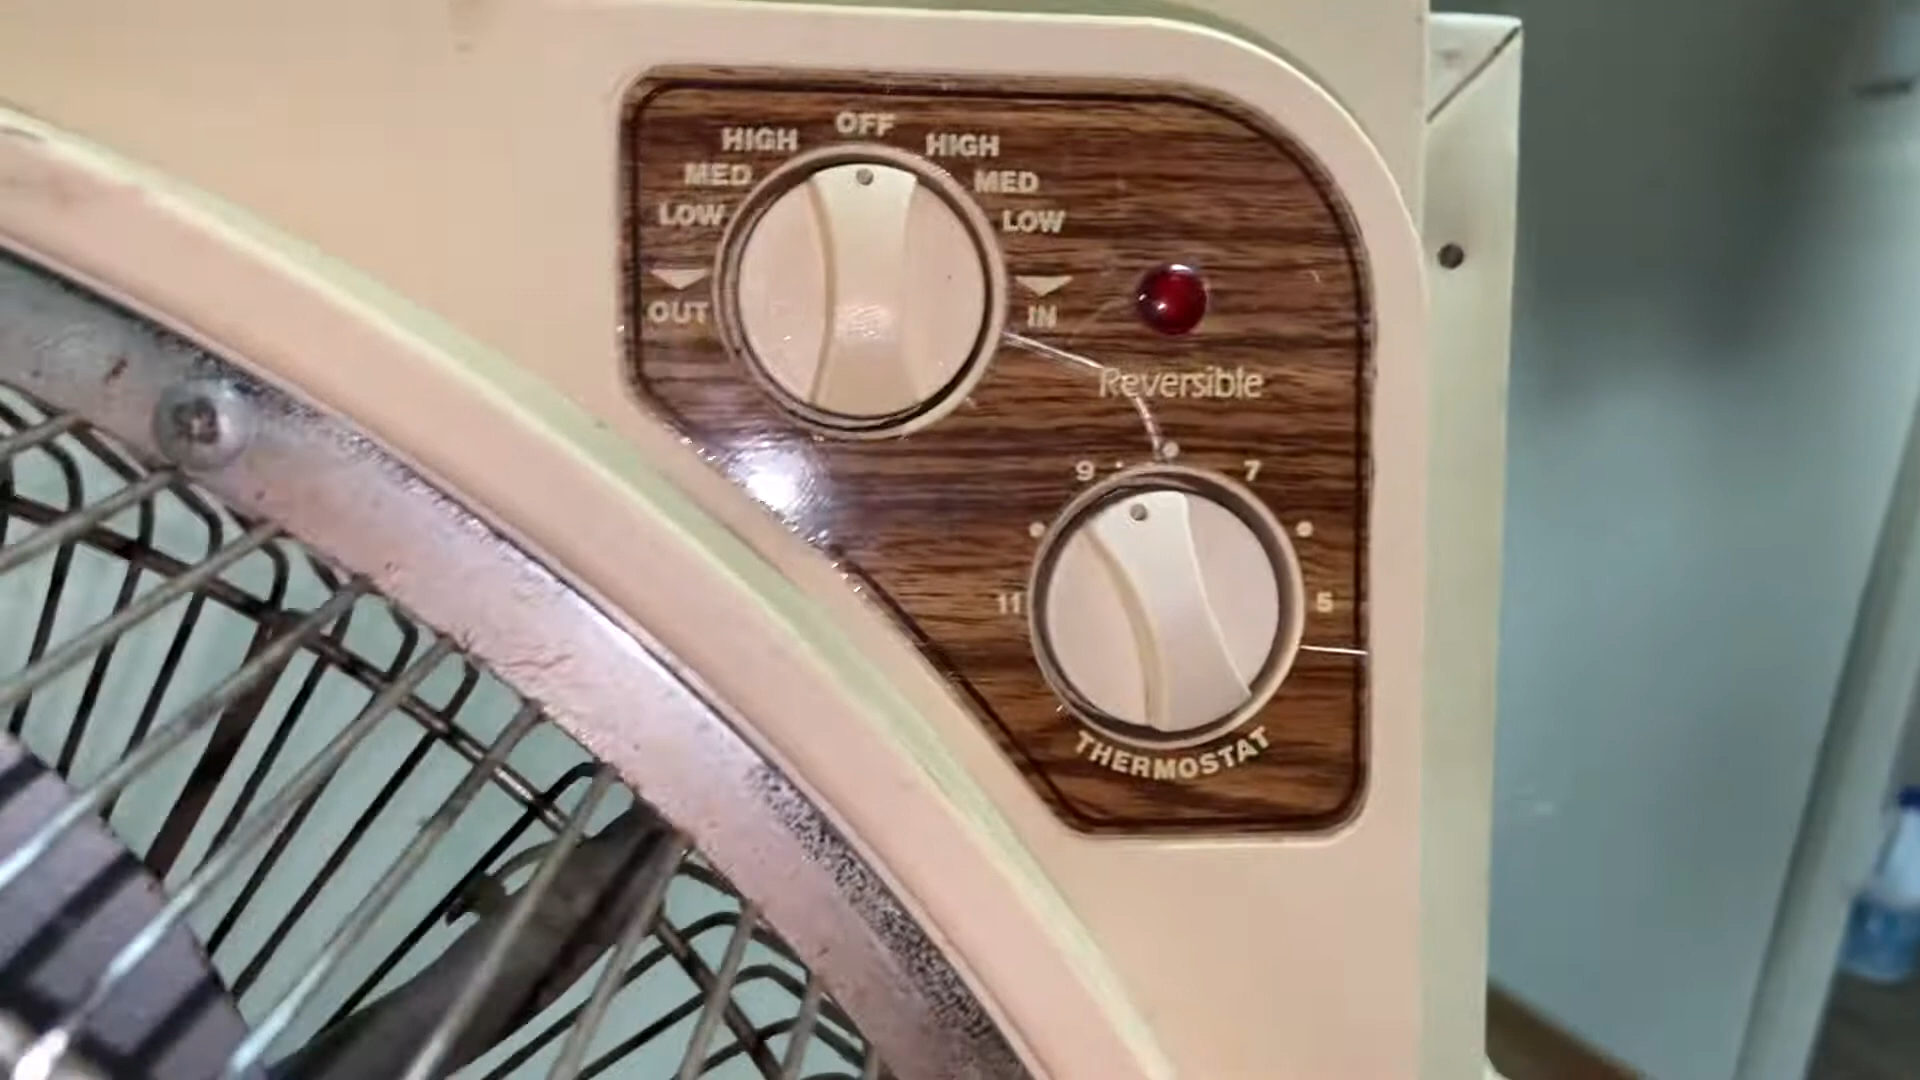 OFF
HIGH HIGH
MED MED
LOW LOW
OUT IN
Reversible
9 7
11 5
THERMOSTAT